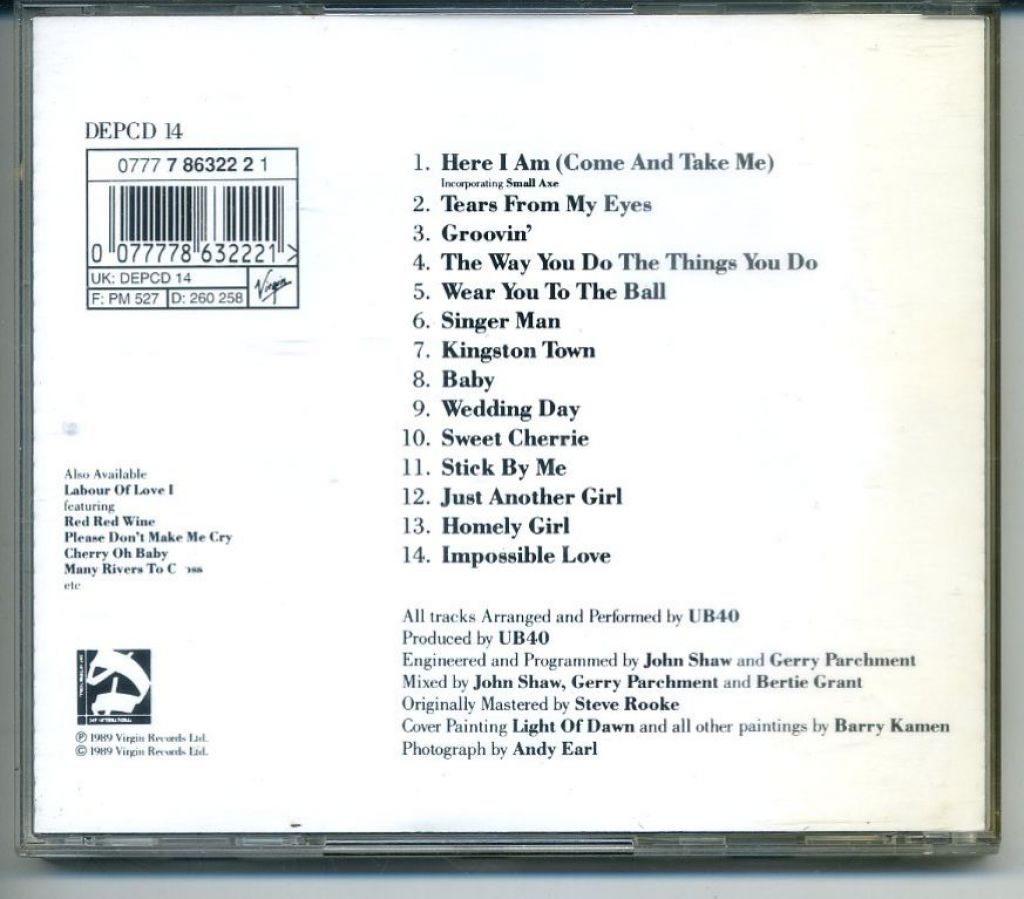 DEPCD 14
0777 7 86322 2 1
0 077778 632221 >
UK: DEPCD 14
F: PM 527 D: 260 258 Virgin
1. Here I Am (Come And Take Me)
Incorporating Small Axe
2. Tears From My Eyes
3. Groovin'
4. The Way You Do The Things You Do
5. Wear You To The Ball
6. Singer Man
7. Kingston Town
8. Baby
9. Wedding Day
10. Sweet Cherrie
11. Stick By Me
12. Just Another Girl
13. Homely Girl
14. Impossible Love
Also Available
Labour Of Love I
featuring
Red Red Wine
Please Don't Make Me Cry
Cherry Oh Baby
Many Rivers To C oss
etc
All tracks Arranged and Performed by UB40
Produced by UB40
Engineered and Programmed by John Shaw and Gerry Parchment
Mixed by John Shaw, Gerry Parchment and Bertie Grant
Originally Mastered by Steve Rooke
Cover Painting Light Of Dawn and all other paintings by Barry Kamen
Photograph by Andy Earl
DEP INTERNATIONAL
℗ 1989 Virgin Records Ltd.
© 1989 Virgin Records Ltd.